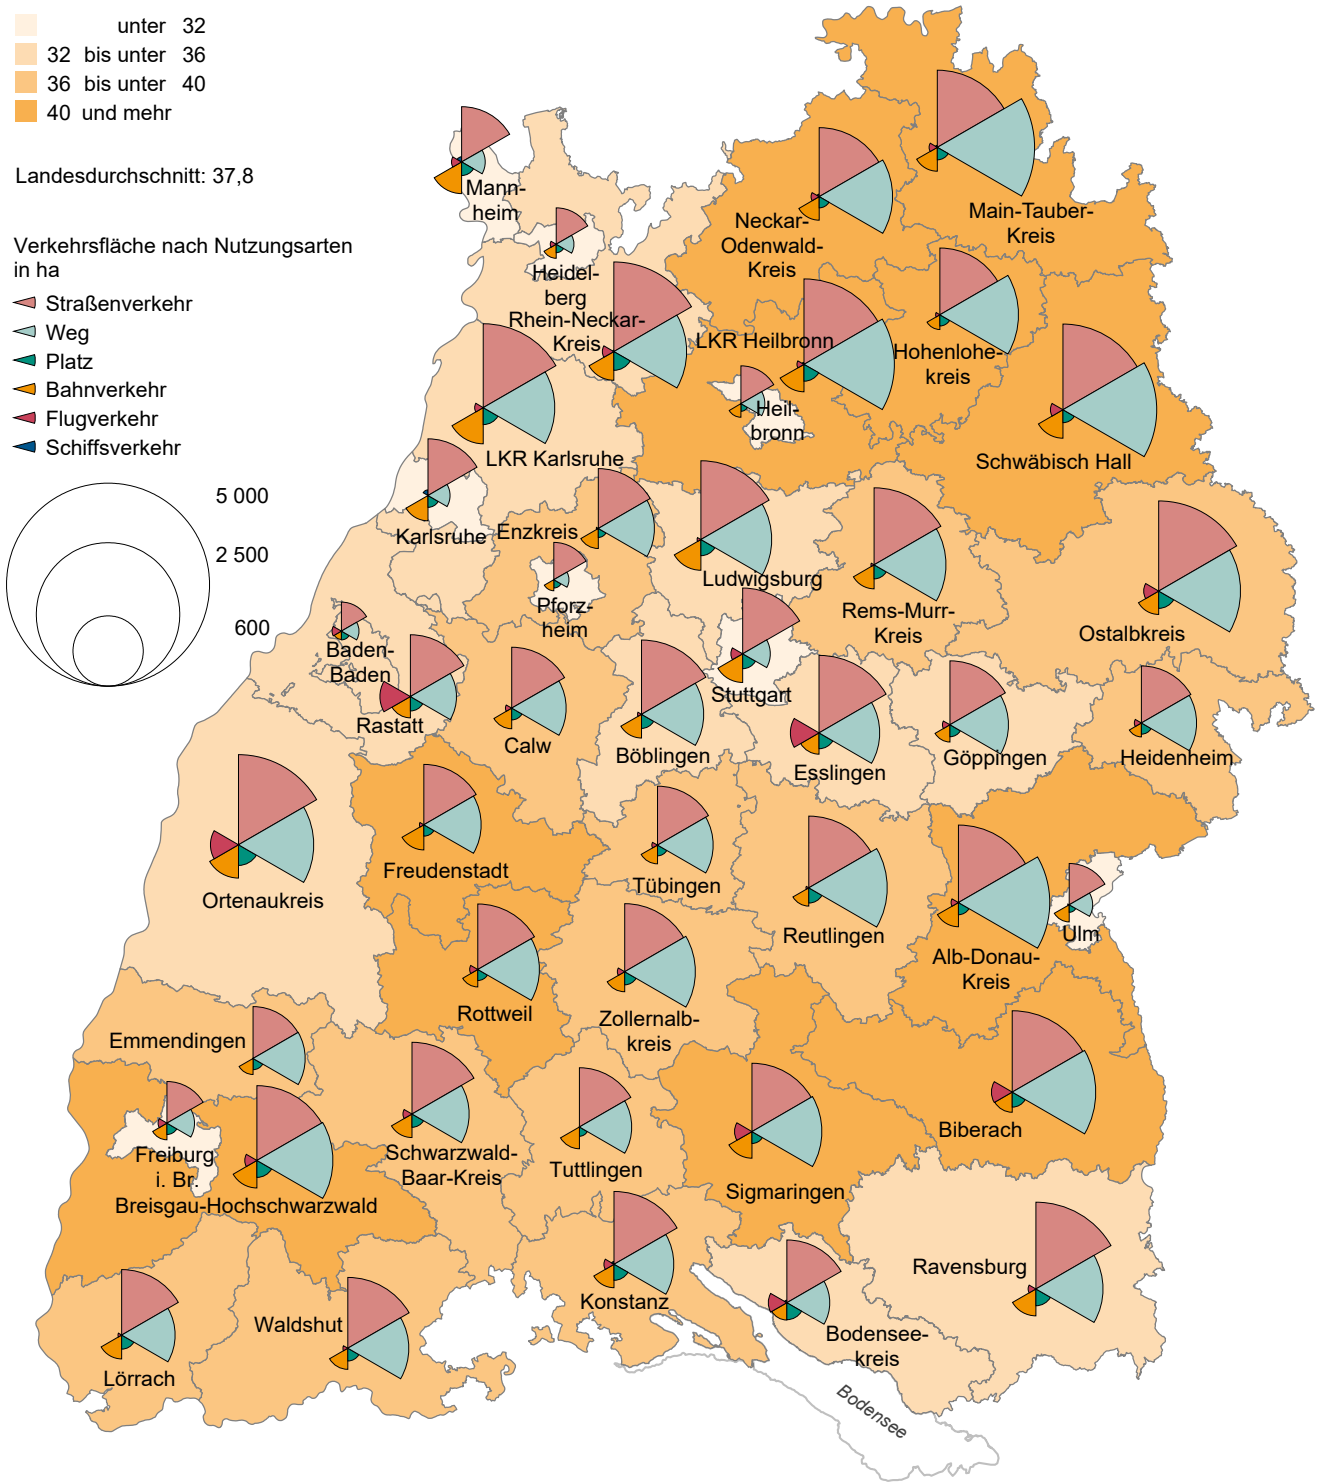 unter 32
32 bis unter 36
36 bis unter 40
40 und mehr
Landesdurchschnitt: 37,8
Verkehrsfläche nach Nutzungsarten
in ha
Straßenverkehr
Weg
Platz
Bahnverkehr
Flugverkehr
Schiffsverkehr
5 000
2 500
600
Mann-
heim
Heidel-
berg
Rhein-Neckar-
Kreis
Neckar-
Odenwald-
Kreis
Main-Tauber-
Kreis
LKR Heilbronn
Heil-
bronn
Hohenlohe-
kreis
Schwäbisch Hall
LKR Karlsruhe
Karlsruhe
Enzkreis
Pforz-
heim
Ludwigsburg
Rems-Murr-
Kreis
Ostalbkreis
Baden-
Baden
Rastatt
Calw
Böblingen
Stuttgart
Esslingen
Göppingen
Heidenheim
Ortenaukreis
Freudenstadt
Tübingen
Reutlingen
Alb-Donau-
Kreis
Ulm
Rottweil
Zollernalb-
kreis
Emmendingen
Freiburg
i. Br.
Breisgau-Hochschwarzwald
Schwarzwald-
Baar-Kreis
Tuttlingen
Sigmaringen
Biberach
Lörrach
Waldshut
Konstanz
Bodensee-
kreis
Ravensburg
Bodensee